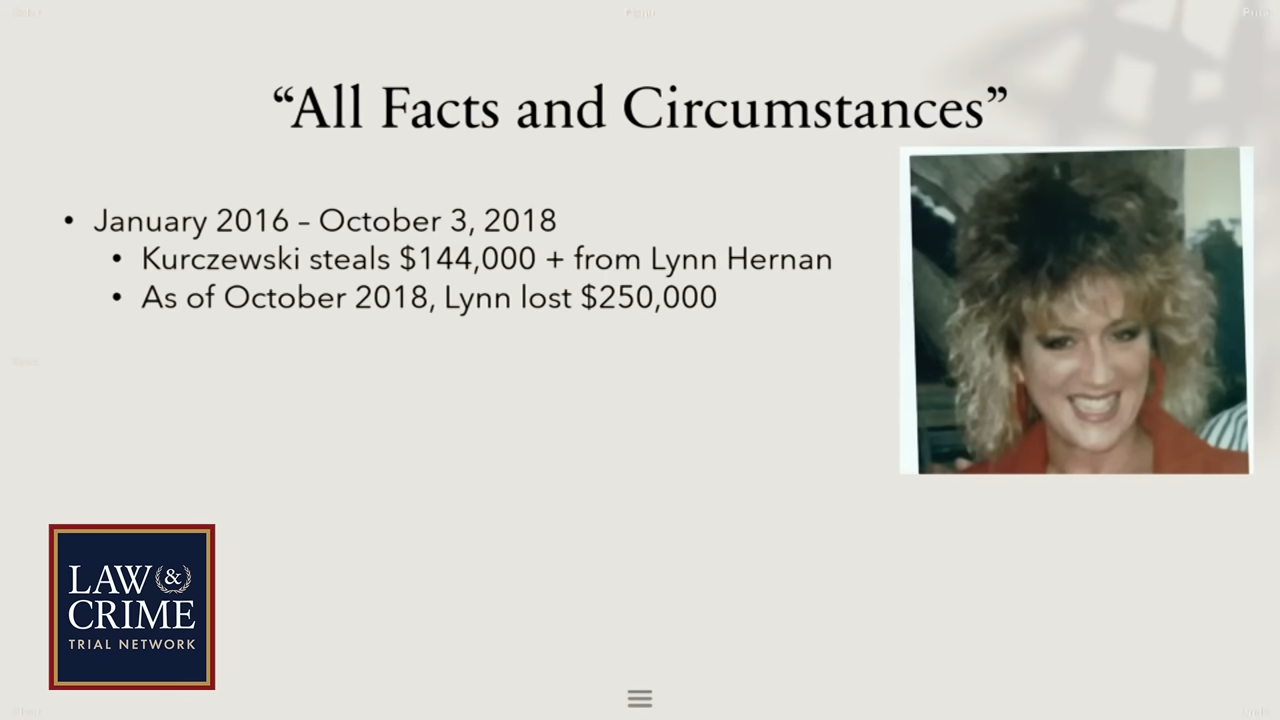 “All Facts and Circumstances”
• January 2016 – October 3, 2018
• Kurczewski steals $144,000 + from Lynn Hernan
• As of October 2018, Lynn lost $250,000
LAW &
CRIME
TRIAL NETWORK